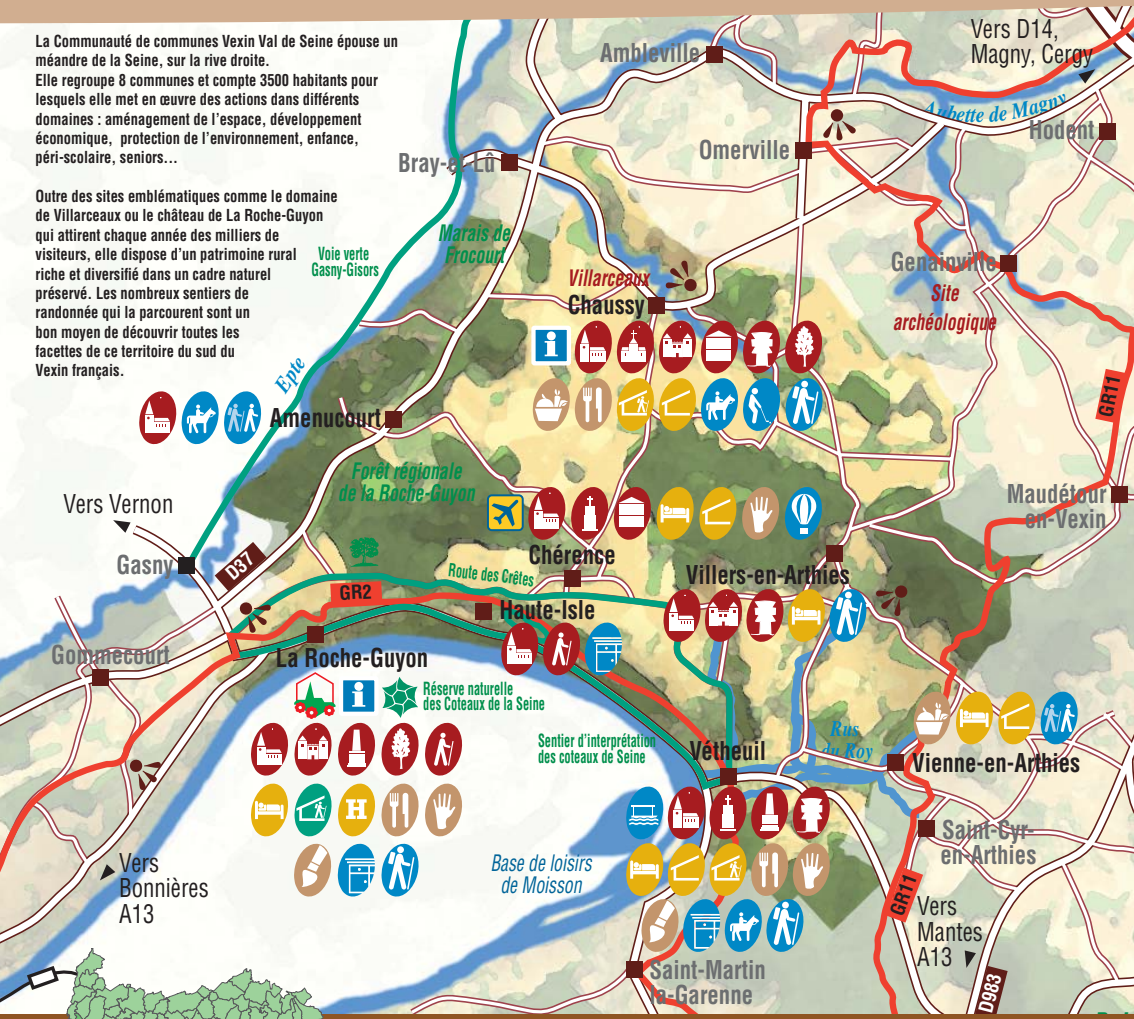 La Communauté de communes Vexin Val de Seine épouse un
méandre de la Seine, sur la rive droite.
Elle regroupe 8 communes et compte 3500 habitants pour
lesquels elle met en œuvre des actions dans différents
domaines : aménagement de l'espace, développement
économique, protection de l'environnement, enfance,
péri-scolaire, seniors...
Outre des sites emblématiques comme le domaine
de Villarceaux ou le château de La Roche-Guyon
qui attirent chaque année des milliers de
visiteurs, elle dispose d'un patrimoine rural
riche et diversifié dans un cadre naturel
préservé. Les nombreux sentiers de
randonnée qui la parcourent sont un
bon moyen de découvrir toutes les
facettes de ce territoire du sud du
Vexin français.
Vers D14,
Magny, Cergy
Ambleville
Aubette de Magny
Hodent
Omerville
Bray-et-Lû
Marais de
Frocourt
Voie verte
Gasny-Gisors
Genainville
Site
archéologique
Villarceaux
Chaussy
i
Epte
Amenucourt
GR11
Forêt régionale
de la Roche-Guyon
Maudétour
en-Vexin
Vers Vernon
Gasny
D37
Chérence
Route des Crêtes
Villers-en-Arthies
GR2
Haute-Isle
Gommecourt
La Roche-Guyon
i
Réserve naturelle
des Coteaux de la Seine
H
Sentier d'interprétation
des coteaux de Seine
Vétheuil
Rus
du Roy
Vienne-en-Arthies
Saint-Cyr-
en-Arthies
Base de loisirs
de Moisson
Vers
Bonnières
A13
GR11
Vers
Mantes
A13
D983
Saint-Martin
la-Garenne